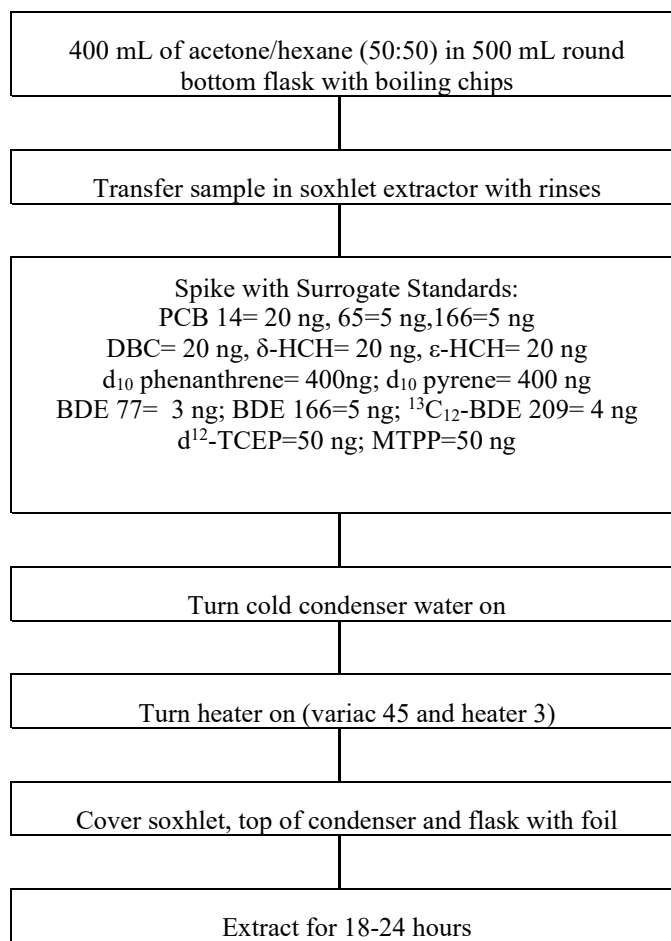 400 mL of acetone/hexane (50:50) in 500 mL round
bottom flask with boiling chips
Transfer sample in soxhlet extractor with rinses
Spike with Surrogate Standards:
PCB 14= 20 ng, 65=5 ng,166=5 ng
DBC= 20 ng, δ-HCH= 20 ng, ε-HCH= 20 ng
d₁₀ phenanthrene= 400ng; d₁₀ pyrene= 400 ng
BDE 77=  3 ng; BDE 166=5 ng; ¹³C₁₂-BDE 209= 4 ng
d¹²-TCEP=50 ng; MTPP=50 ng
Turn cold condenser water on
Turn heater on (variac 45 and heater 3)
Cover soxhlet, top of condenser and flask with foil
Extract for 18-24 hours